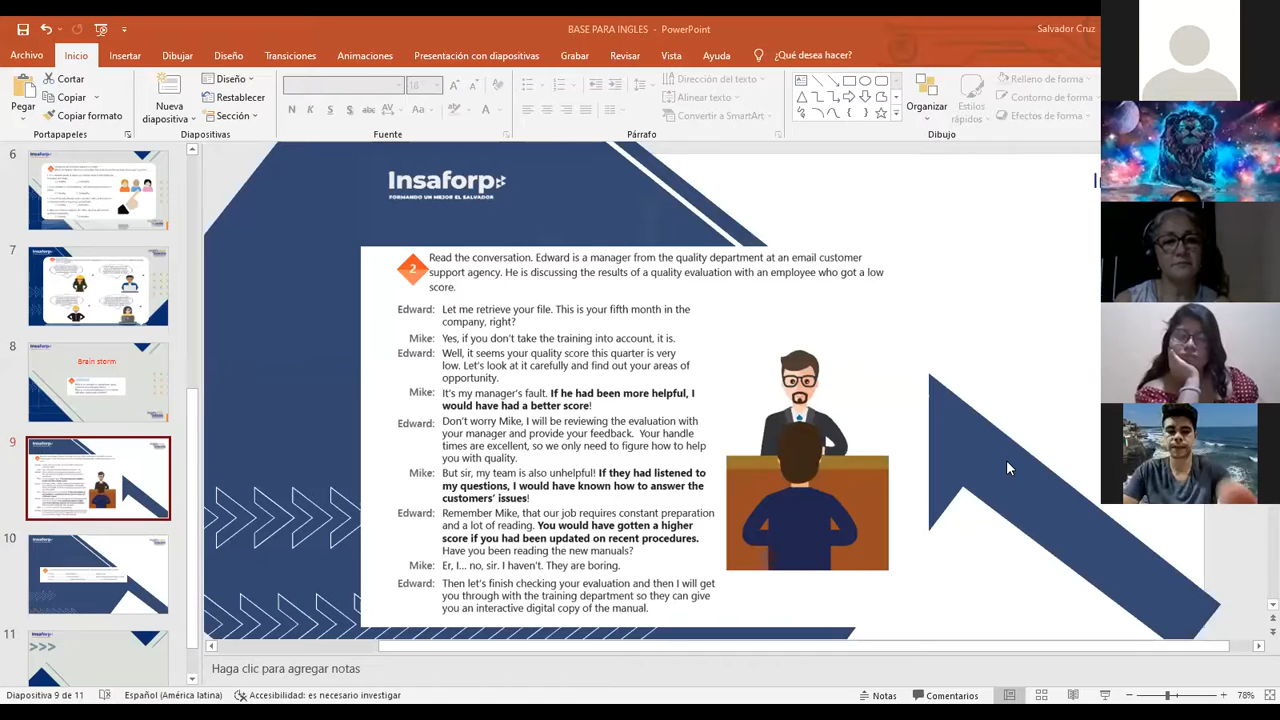 BASE PARA INGLES - PowerPoint
Salvador Cruz
Archivo Inicio Insertar Dibujar Diseño Transiciones Animaciones Presentación con diapositivas Grabar Revisar Vista Ayuda ¿Qué desea hacer?
Pegar
Cortar
Copiar
Copiar formato
Portapapeles
Nueva
diapositiva
Diseño
Restablecer
Sección
Diapositivas
18
N K S abc AV Aa
Fuente
Dirección del texto
Alinear texto
Convertir a SmartArt
Párrafo
Organizar
Estilos
rápidos
Relleno de forma
Contorno de forma
Efectos de forma
Dibujo
6
7
8
Brain storm
9
10
11
Insaforp
FORMANDO UN MEJOR EL SALVADOR
2
Read the conversation. Edward is a manager from the quality department at an email customer
support agency. He is discussing the results of a quality evaluation with an employee who got a low
score.
Edward: Let me retrieve your file. This is your fifth month in the
company, right?
Mike: Yes, if you don't take the training into account, it is.
Edward: Well, it seems your quality score this quarter is very
low. Let's look at it carefully and find out your areas of
opportunity.
Mike: It's my manager's fault. If he had been more helpful, I
would have had a better score!
Edward: Don't worry Mike, I will be reviewing the evaluation with
your manager and provide your feedback. Your handle
times are excellent, so we only need to figure how to help
you with quality.
Mike: But sir, my team is also unhelpful! If they had listened to
my questions, I would have known how to answer the
customers' issues!
Edward: Remember Mike, that our job requires constant preparation
and a lot of reading. You would have gotten a higher
score if you had been updated on recent procedures.
Have you been reading the new manuals?
Mike: Er, I... no, sir. I haven't. They are boring.
Edward: Then let's finish checking your evaluation and then I will get
you through with the training department so they can give
you an interactive digital copy of the manual.
Haga clic para agregar notas
Diapositiva 9 de 11 Español (América latina) Accesibilidad: es necesario investigar Notas Comentarios 78%